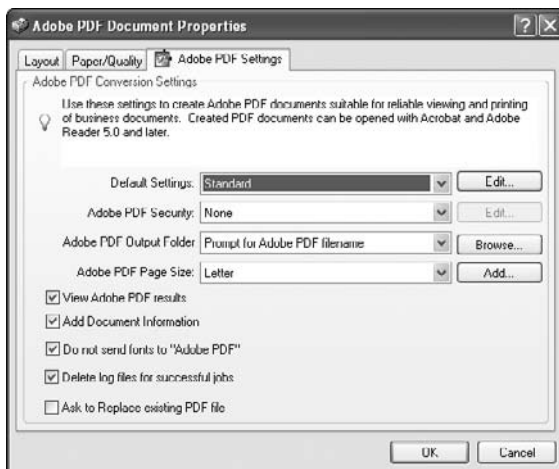 Adobe PDF Document Properties
Layout Paper/Quality Adobe PDF Settings
Adobe PDF Conversion Settings
Use these settings to create Adobe PDF documents suitable for reliable viewing and printing
of business documents. Created PDF documents can be opened with Acrobat and Adobe
Reader 5.0 and later.
Default Settings: Standard Edit...
Adobe PDF Security: None Edit...
Adobe PDF Output Folder Prompt for Adobe PDF filename Browse...
Adobe PDF Page Size: Letter Add...
View Adobe PDF results
Add Document Information
Do not send fonts to "Adobe PDF"
Delete log files for successful jobs
Ask to Replace existing PDF file
OK Cancel